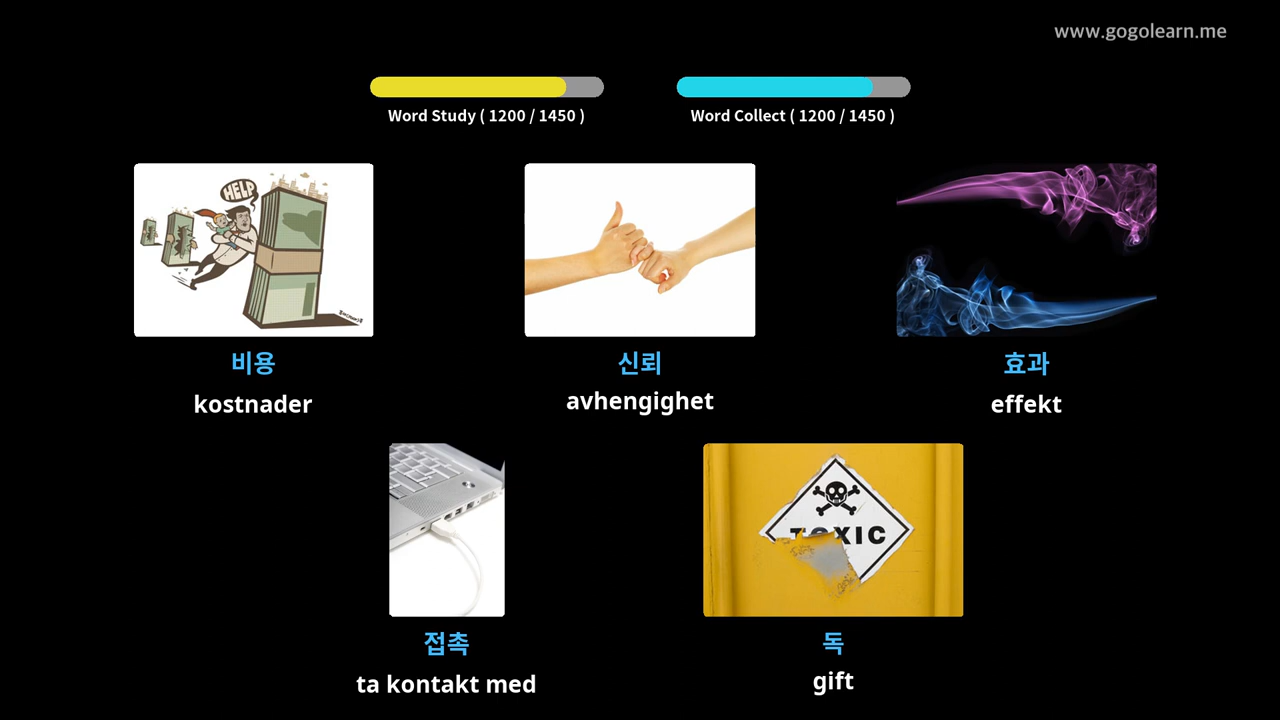 www.gogolearn.me
Word Study ( 1200 / 1450 )
Word Collect ( 1200 / 1450 )
HELP
비용
kostnader
신뢰
avhengighet
효과
effekt
TOXIC
접촉
ta kontakt med
독
gift